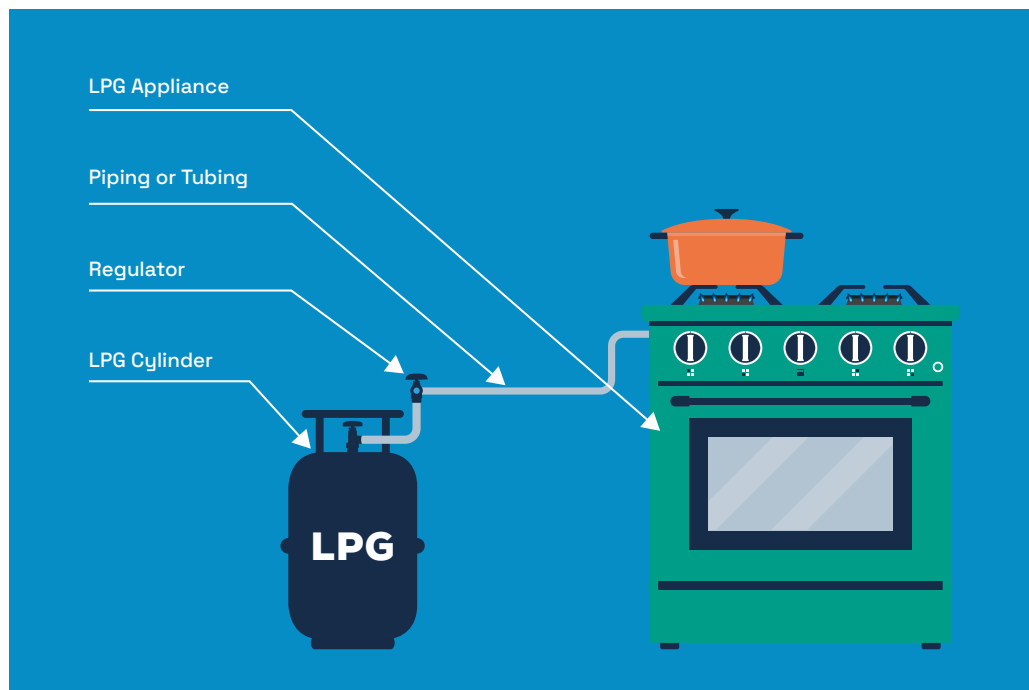 LPG Appliance
Piping or Tubing
Regulator
LPG Cylinder
LPG